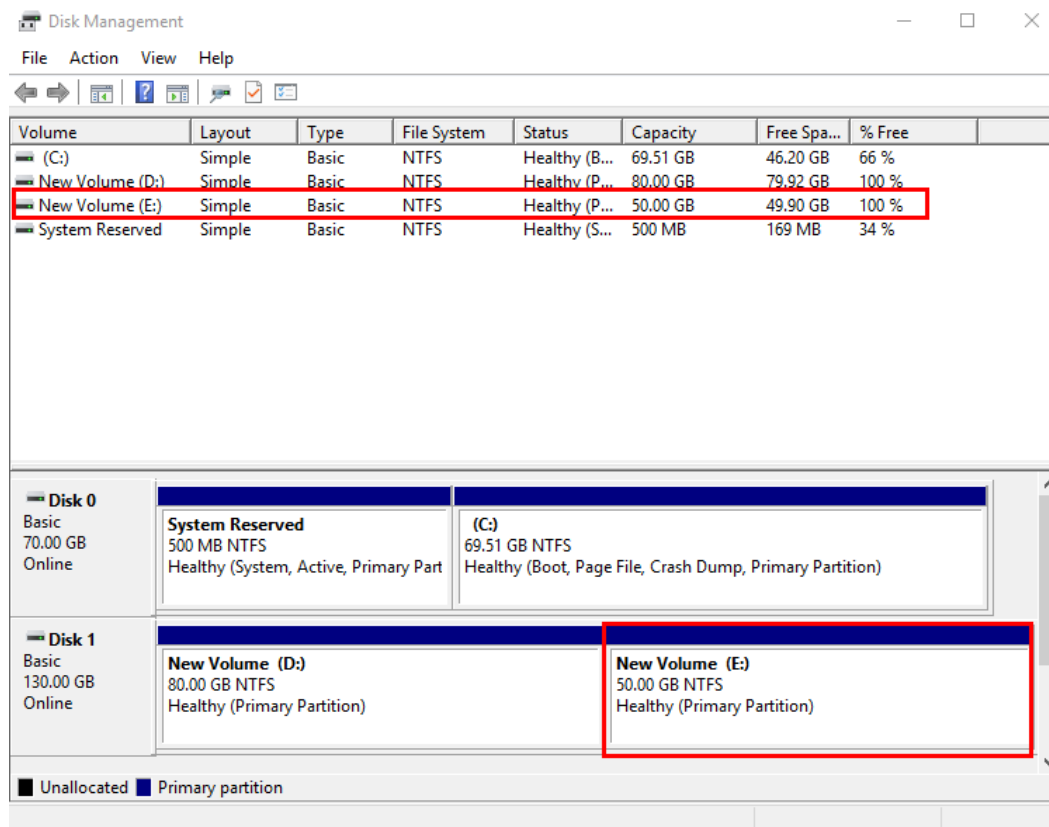 Disk Management
File Action View Help
Volume Layout Type File System Status Capacity Free Spa... % Free
(C:) Simple Basic NTFS Healthy (B... 69.51 GB 46.20 GB 66 %
New Volume (D:) Simple Basic NTFS Healthy (P... 80.00 GB 79.92 GB 100 %
New Volume (E:) Simple Basic NTFS Healthy (P... 50.00 GB 49.90 GB 100 %
System Reserved Simple Basic NTFS Healthy (S... 500 MB 169 MB 34 %
Disk 0
Basic
70.00 GB
Online
System Reserved
500 MB NTFS
Healthy (System, Active, Primary Part
(C:)
69.51 GB NTFS
Healthy (Boot, Page File, Crash Dump, Primary Partition)
Disk 1
Basic
130.00 GB
Online
New Volume (D:)
80.00 GB NTFS
Healthy (Primary Partition)
New Volume (E:)
50.00 GB NTFS
Healthy (Primary Partition)
Unallocated Primary partition